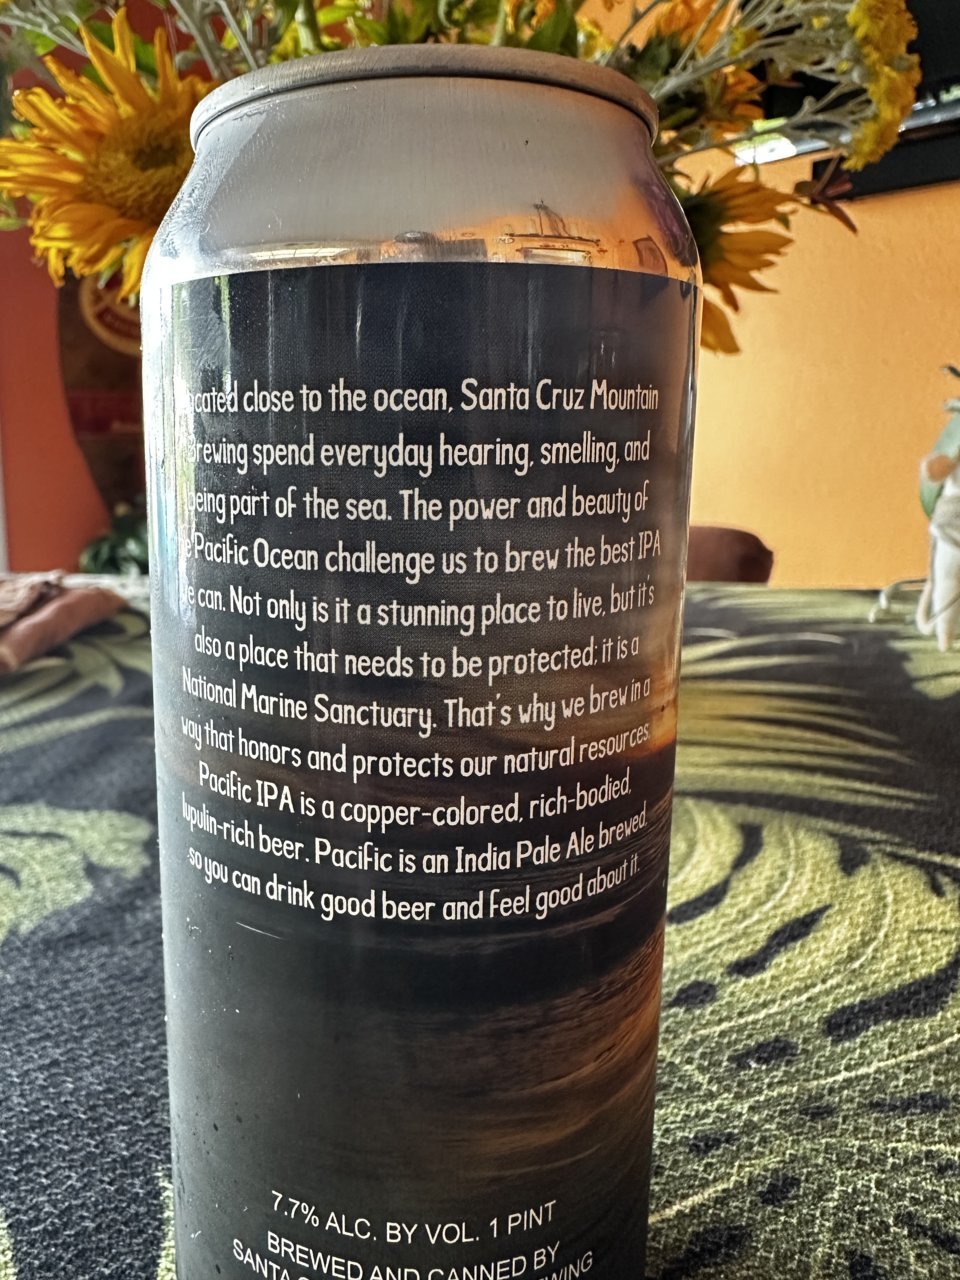 cated close to the ocean, Santa Cruz Mountain
Brewing spend everyday hearing, smelling, and
being part of the sea. The power and beauty of
the Pacific Ocean challenge us to brew the best IPA
we can. Not only is it a stunning place to live, but it's
also a place that needs to be protected; it is a
National Marine Sanctuary. That's why we brew in a
way that honors and protects our natural resources.
Pacific IPA is a copper-colored, rich-bodied,
lupulin-rich beer. Pacific is an India Pale Ale brewed,
so you can drink good beer and feel good about it.
7.7% ALC. BY VOL. 1 PINT
BREWED AND CANNED BY
SANTA